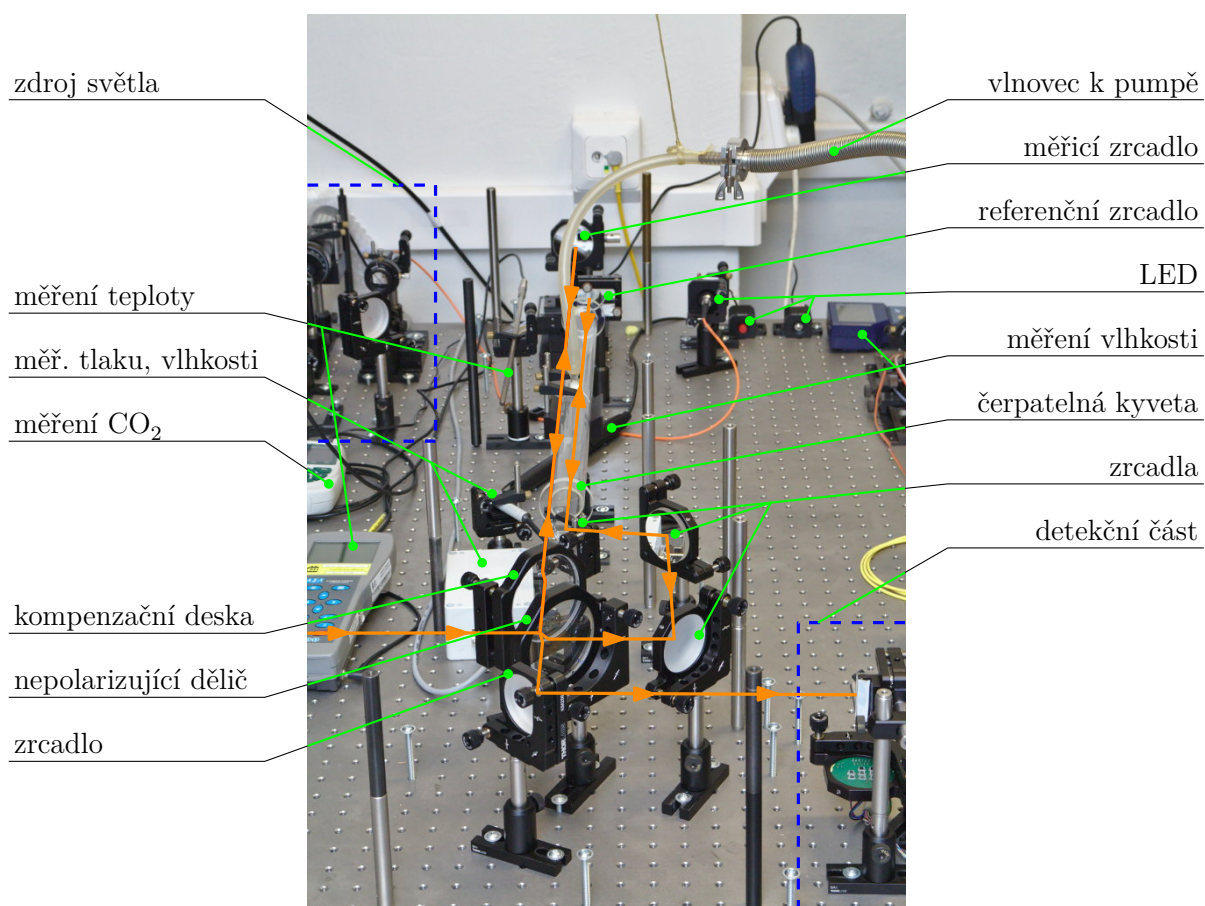 zdroj světla
měření teploty
měř. tlaku, vlhkosti
měření CO₂
kompenzační deska
nepolarizující dělič
zrcadlo
vlnovec k pumpě
měřicí zrcadlo
referenční zrcadlo
LED
měření vlhkosti
čerpatelná kyveta
zrcadla
detekční část